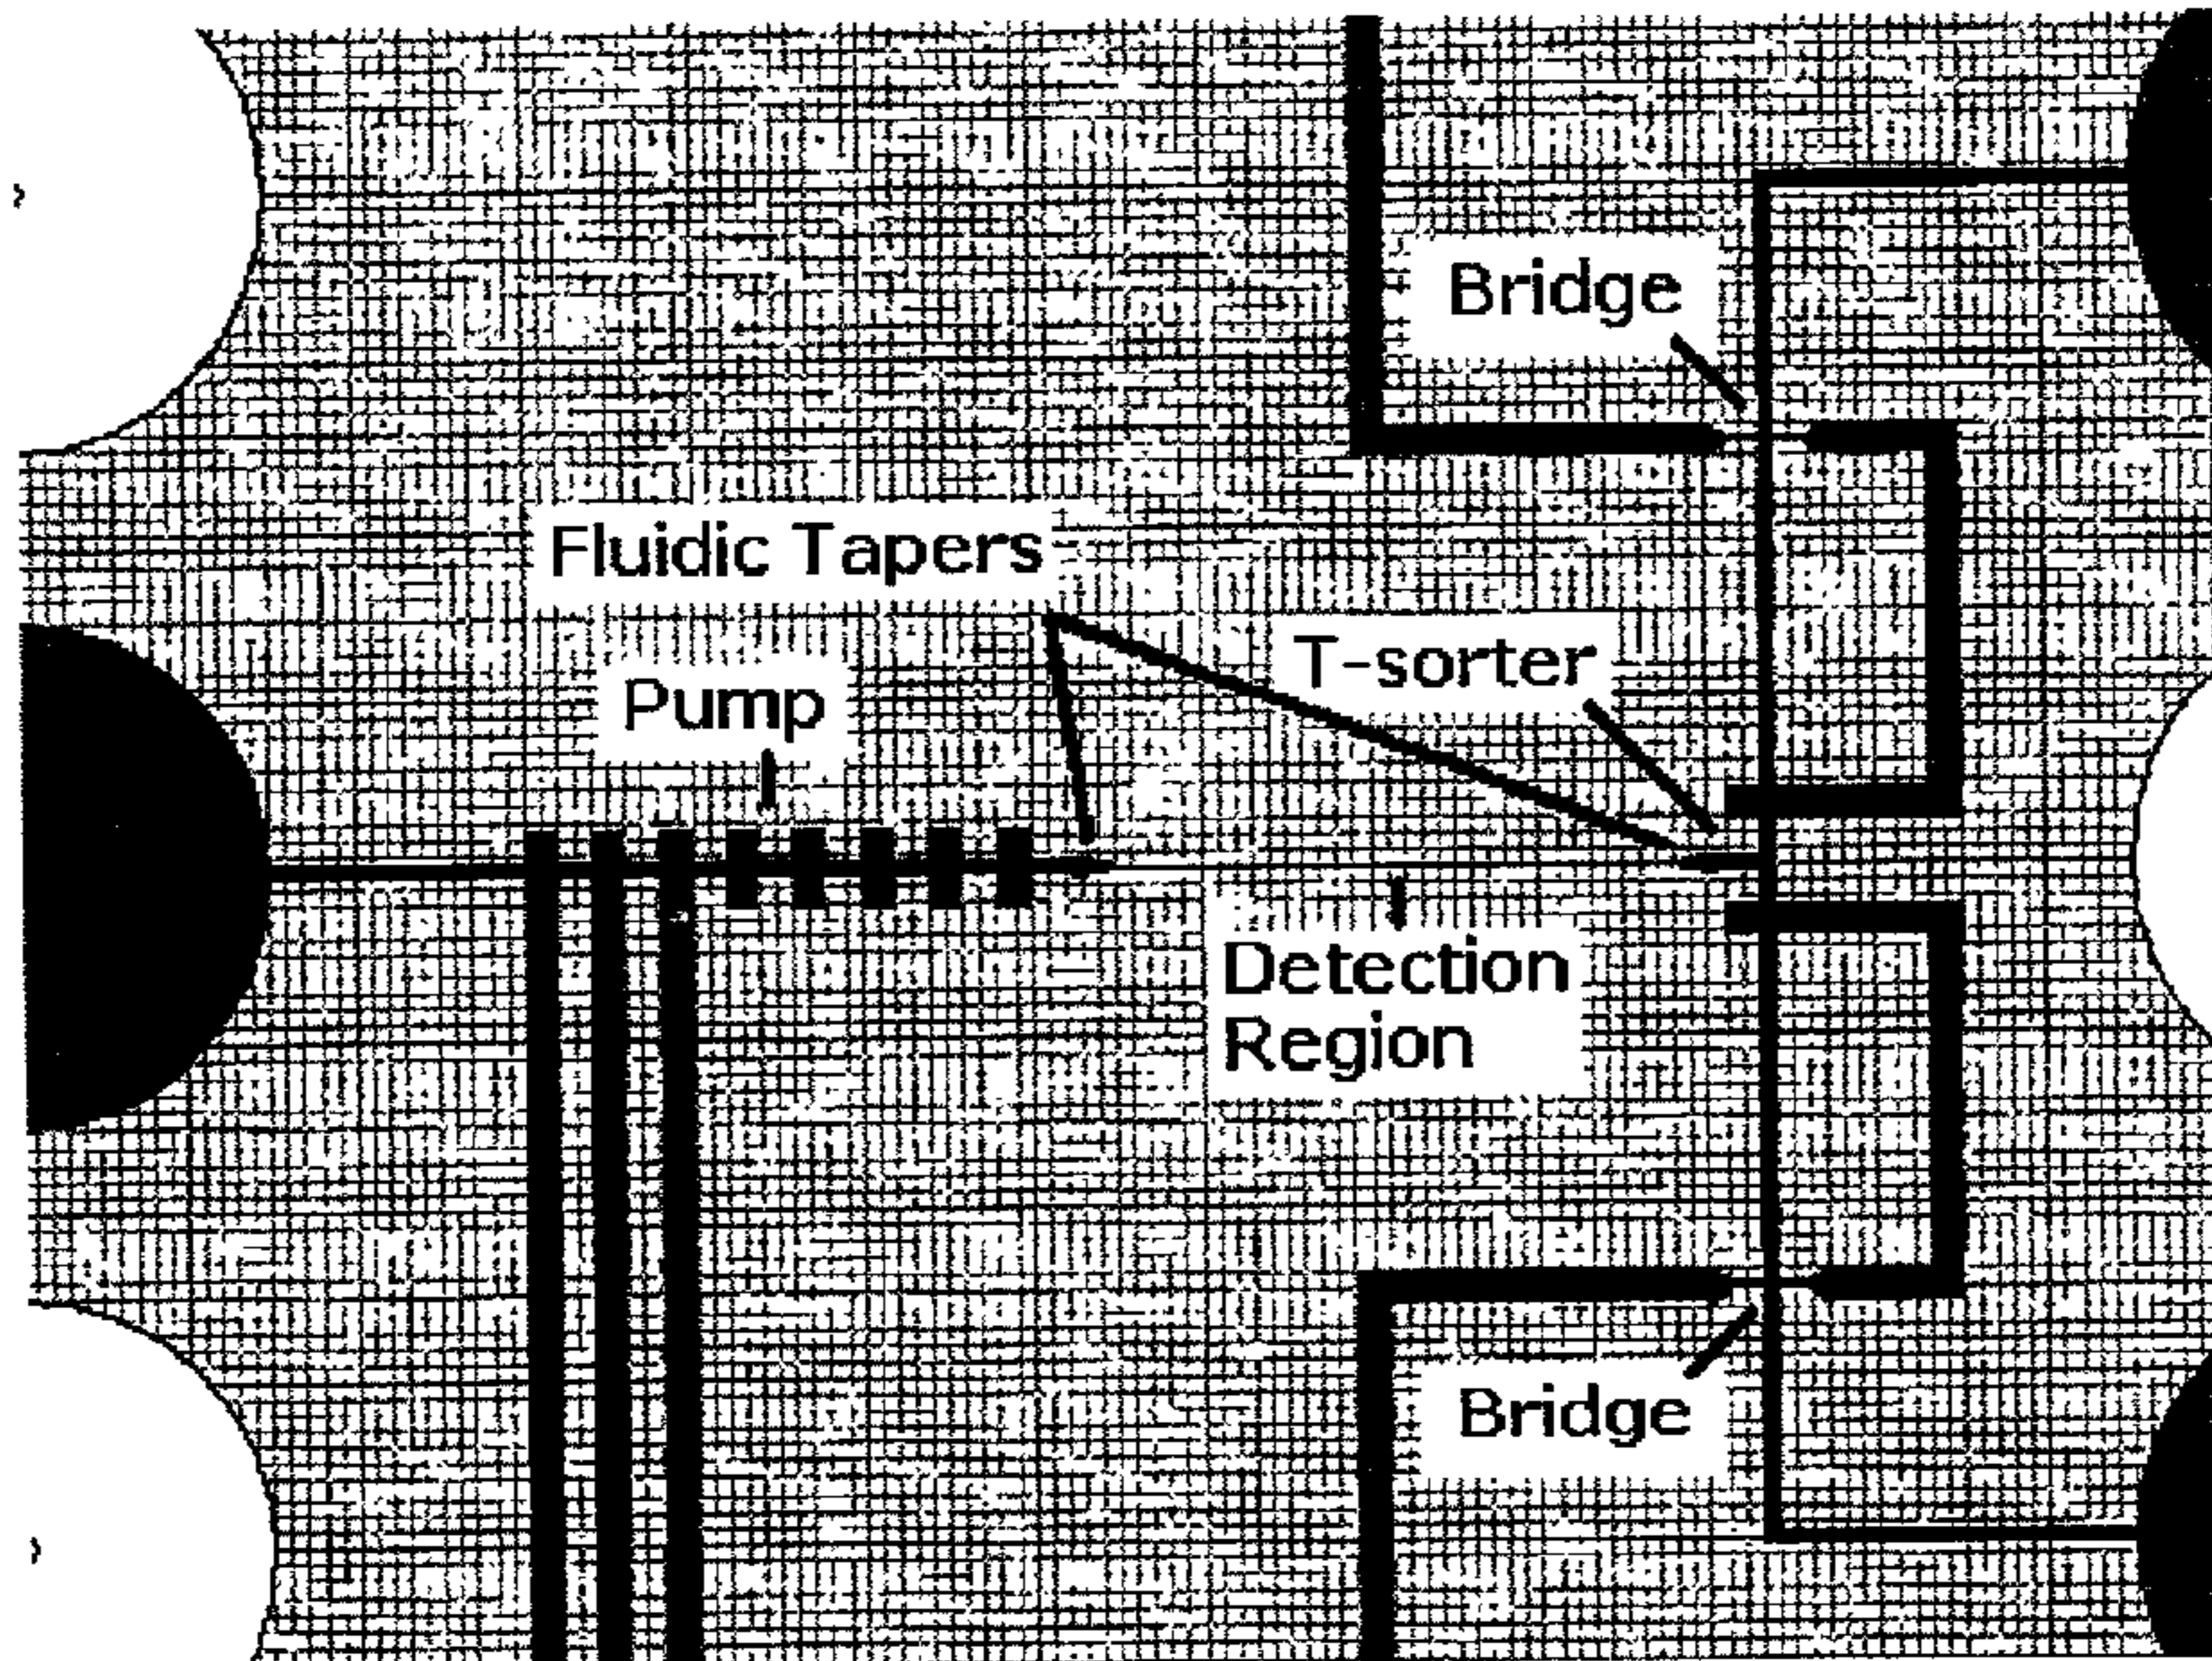 Bridge
Fluidic Tapers
T-sorter
Pump
Detection
Region
Bridge